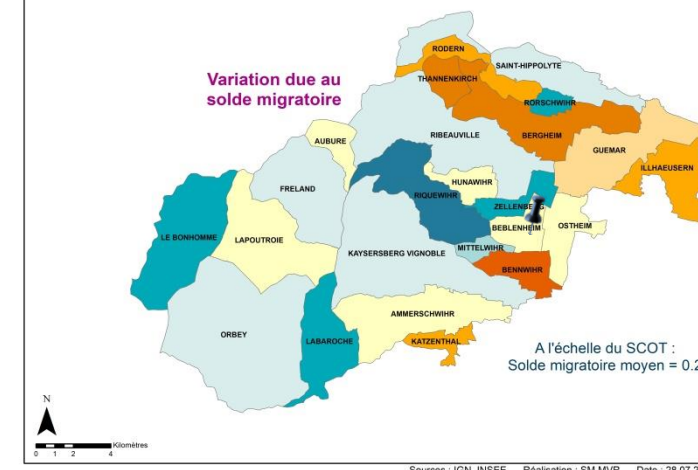 Variation due au
solde migratoire
RODERN
SAINT-HIPPOLYTE
THANNENKIRCH
RORSCHWIHR
RIBEAUVILLE
BERGHEIM
AUBURE
GUEMAR
ILLHAEUSERN
FRELAND
HUNAWIHR
RIQUEWIHR
ZELLENBERG
LE BONHOMME
LAPOUTROIE
BEBLENHEIM
OSTHEIM
KAYSERSBERG VIGNOBLE
MITTELWIHR
BENNWIHR
AMMERSCHWIHR
ORBEY
LABAROCHE
KATZENTHAL
A l'échelle du SCOT :
Solde migratoire moyen = 0.2
N
Kilomètres
0 1 2 4
Sources : IGN, INSEE Réalisation : SM MVR Date : 28.07.2